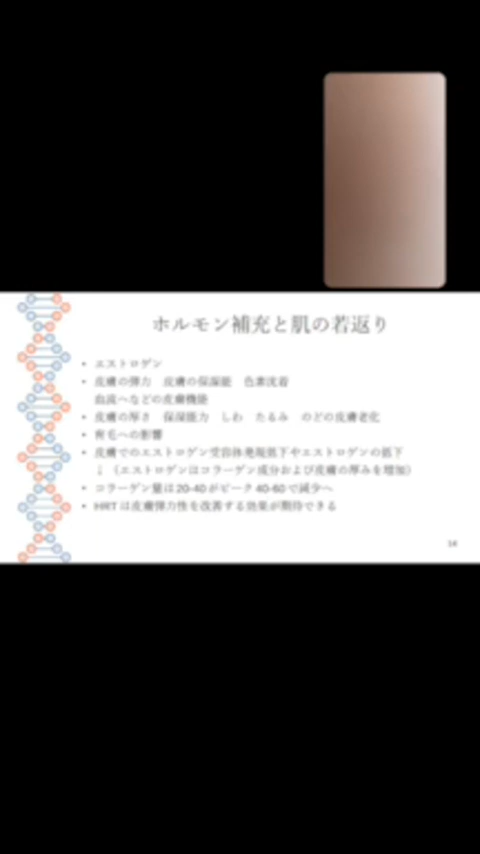 ホルモン補充と肌の若返り
• エストロゲン
• 皮膚の弾力 皮膚の保湿能 色素沈着
血流へなどの皮膚機能
• 皮膚の厚さ 保湿能力 しわ たるみ のどの皮膚老化
• 育毛への影響
• 皮膚でのエストロゲン受容体発現低下やエストロゲンの低下
↓（エストロゲンはコラーゲン成分および皮膚の厚みを増加）
• コラーゲン量は20-40がピーク40-60で減少へ
• HRTは皮膚弾力性を改善する効果が期待できる
14